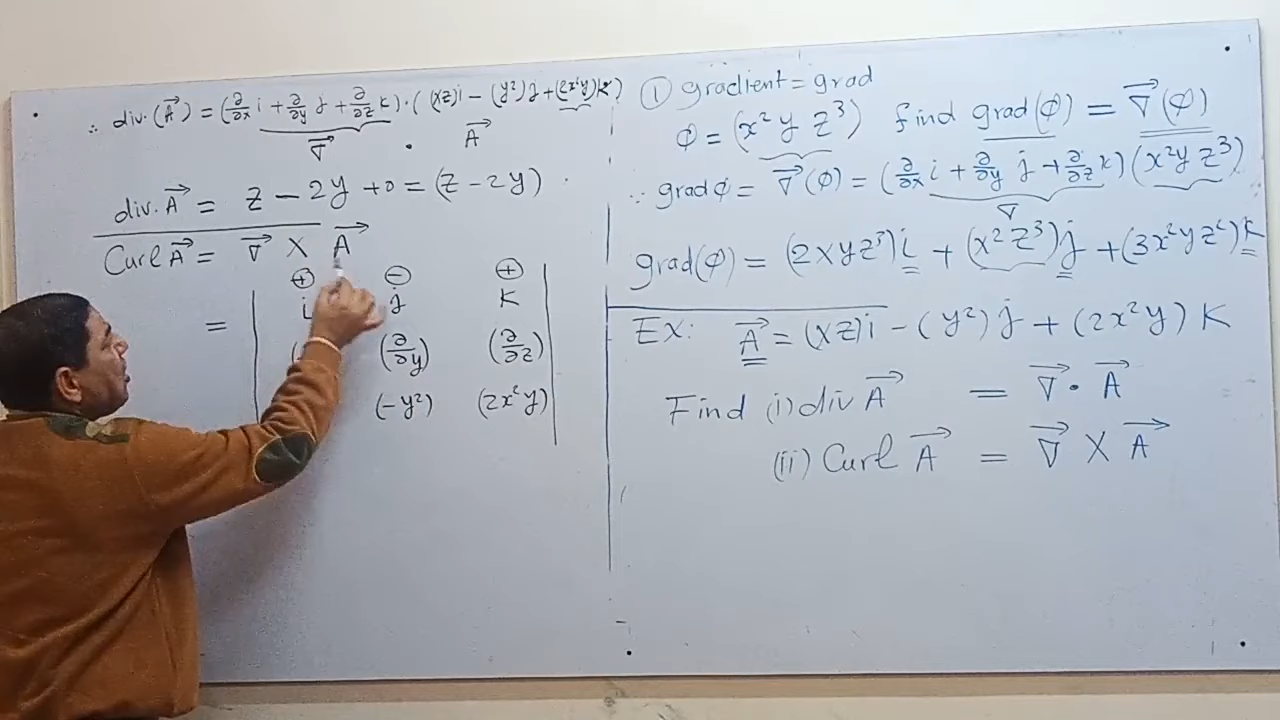 ∴ div.(A⃗) = (∂/∂x i + ∂/∂y j + ∂/∂z k) · ((xz)i − (y²)j + (2x²y)k)
∇⃗ · A⃗
div.A⃗ = z − 2y + 0 = (z − 2y)
Curl A⃗ = ∇⃗ X A⃗
⊕ ⊖ ⊕
= | i j k |
(∂/∂y) (∂/∂z)
(−y²) (2x²y)
① gradient = grad
φ = (x² y z³) find grad(φ) = ∇⃗(φ)
∴ grad φ = ∇⃗(φ) = (∂/∂x i + ∂/∂y j + ∂/∂z k)(x²y z³)
∇
grad(φ) = (2xyz³)i + (x²z³)j + (3x²yz²)k
Ex: A⃗ = (xz)i − (y²)j + (2x²y)k
Find (i) div A⃗ = ∇⃗ · A⃗
(ii) Curl A⃗ = ∇⃗ X A⃗